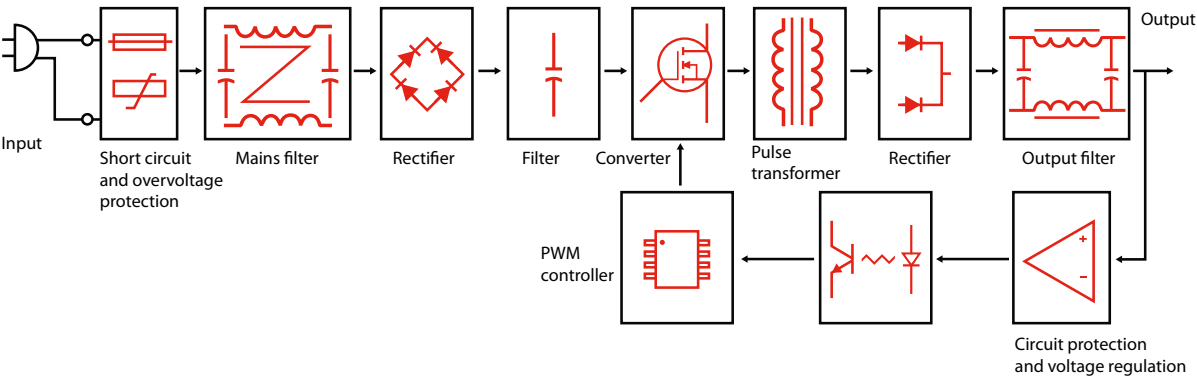 Output
Input
Short circuit
and overvoltage
protection
Mains filter
Rectifier
Filter
Converter
Pulse
transformer
Rectifier
Output filter
PWM
controller
+
-
Circuit protection
and voltage regulation